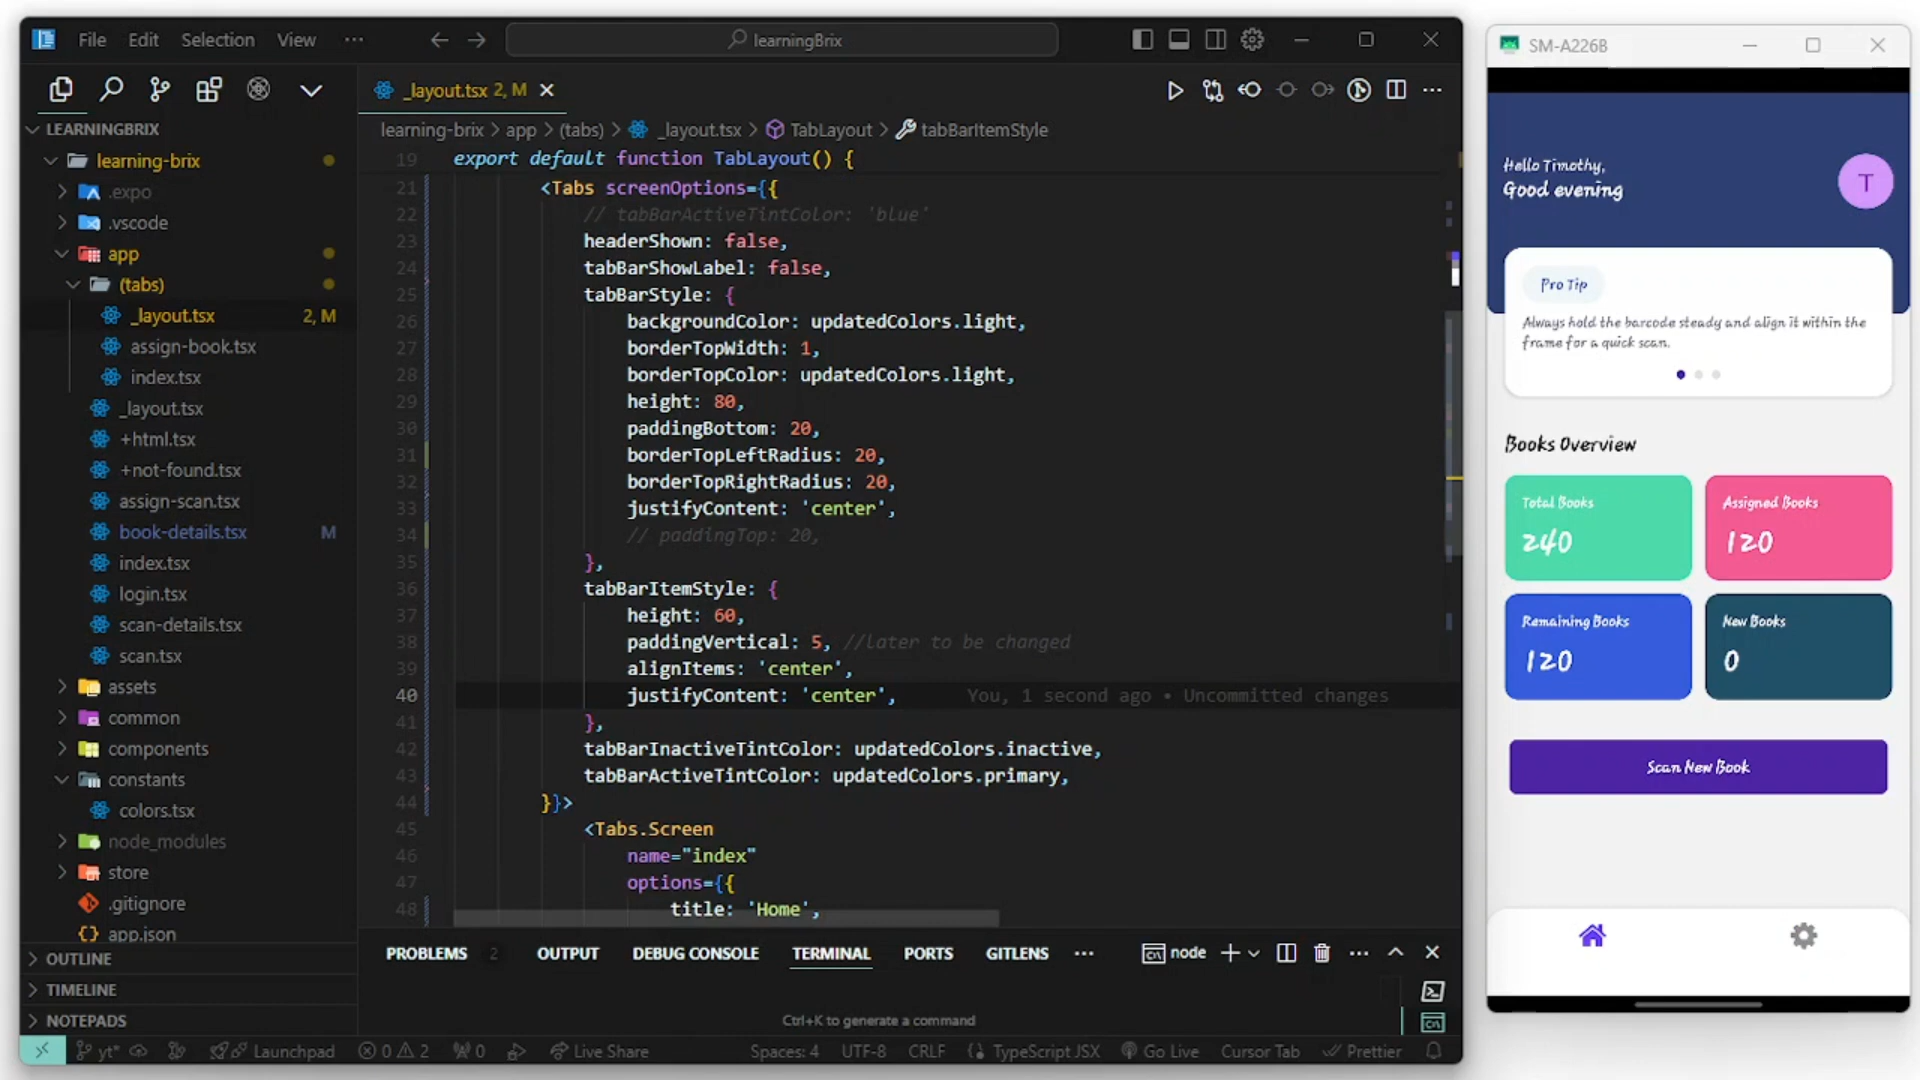 File Edit Selection View ···
learningBrix
LEARNINGBRIX
learning-brix
.expo
.vscode
app
(tabs)
_layout.tsx 2, M
assign-book.tsx
index.tsx
_layout.tsx
+html.tsx
+not-found.tsx
assign-scan.tsx
book-details.tsx M
index.tsx
login.tsx
scan-details.tsx
scan.tsx
assets
common
components
constants
colors.tsx
node_modules
store
.gitignore
app.json
OUTLINE
TIMELINE
NOTEPADS
_layout.tsx 2, M
learning-brix > app > (tabs) > _layout.tsx > TabLayout > tabBarItemStyle
19 export default function TabLayout() {
21 <Tabs screenOptions={{
22 // tabBarActiveTintColor: 'blue'
23 headerShown: false,
24 tabBarShowLabel: false,
25 tabBarStyle: {
26 backgroundColor: updatedColors.light,
27 borderTopWidth: 1,
28 borderTopColor: updatedColors.light,
29 height: 80,
30 paddingBottom: 20,
31 borderTopLeftRadius: 20,
32 borderTopRightRadius: 20,
33 justifyContent: 'center',
34 // paddingTop: 20,
35 },
36 tabBarItemStyle: {
37 height: 60,
38 paddingVertical: 5, //later to be changed
39 alignItems: 'center',
40 justifyContent: 'center', You, 1 second ago • Uncommitted changes
41 },
42 tabBarInactiveTintColor: updatedColors.inactive,
43 tabBarActiveTintColor: updatedColors.primary,
44 }}>
45 <Tabs.Screen
46 name="index"
47 options={{
48 title: 'Home',
PROBLEMS 2 OUTPUT DEBUG CONSOLE TERMINAL PORTS GITLENS ··· node
Ctrl+K to generate a command
yt* Launchpad 0 2 0 Live Share Spaces: 4 UTF-8 CRLF TypeScript JSX Go Live Cursor Tab Prettier
SM-A226B
Hello Timothy,
Good evening
T
Pro Tip
Always hold the barcode steady and align it within the
frame for a quick scan.
Books Overview
Total Books
240
Assigned Books
120
Remaining Books
120
New Books
0
Scan New Book